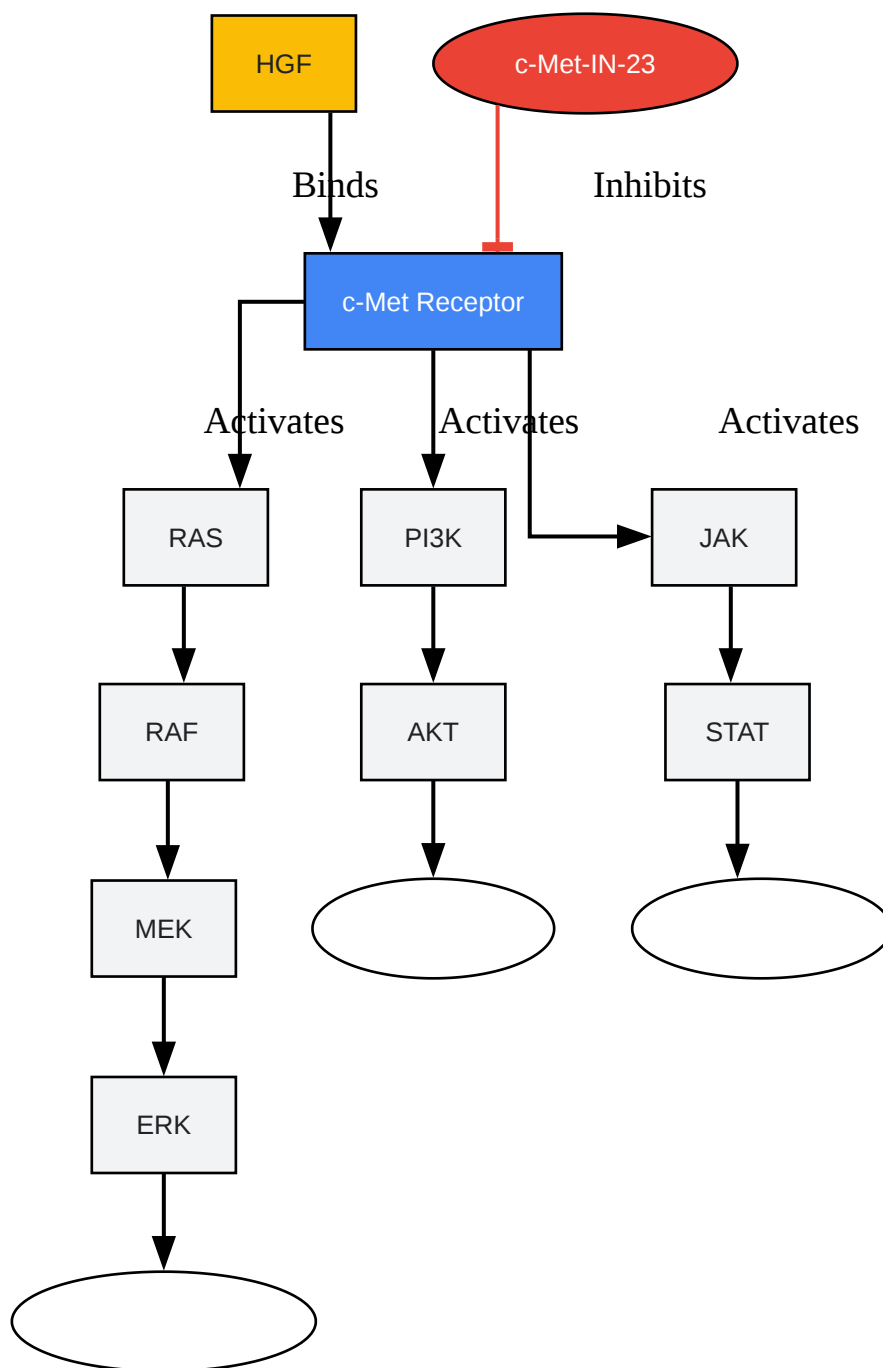 HGF
c-Met-IN-23
Binds
Inhibits
c-Met Receptor
Activates
Activates
Activates
RAS
PI3K
JAK
RAF
AKT
STAT
MEK
ERK